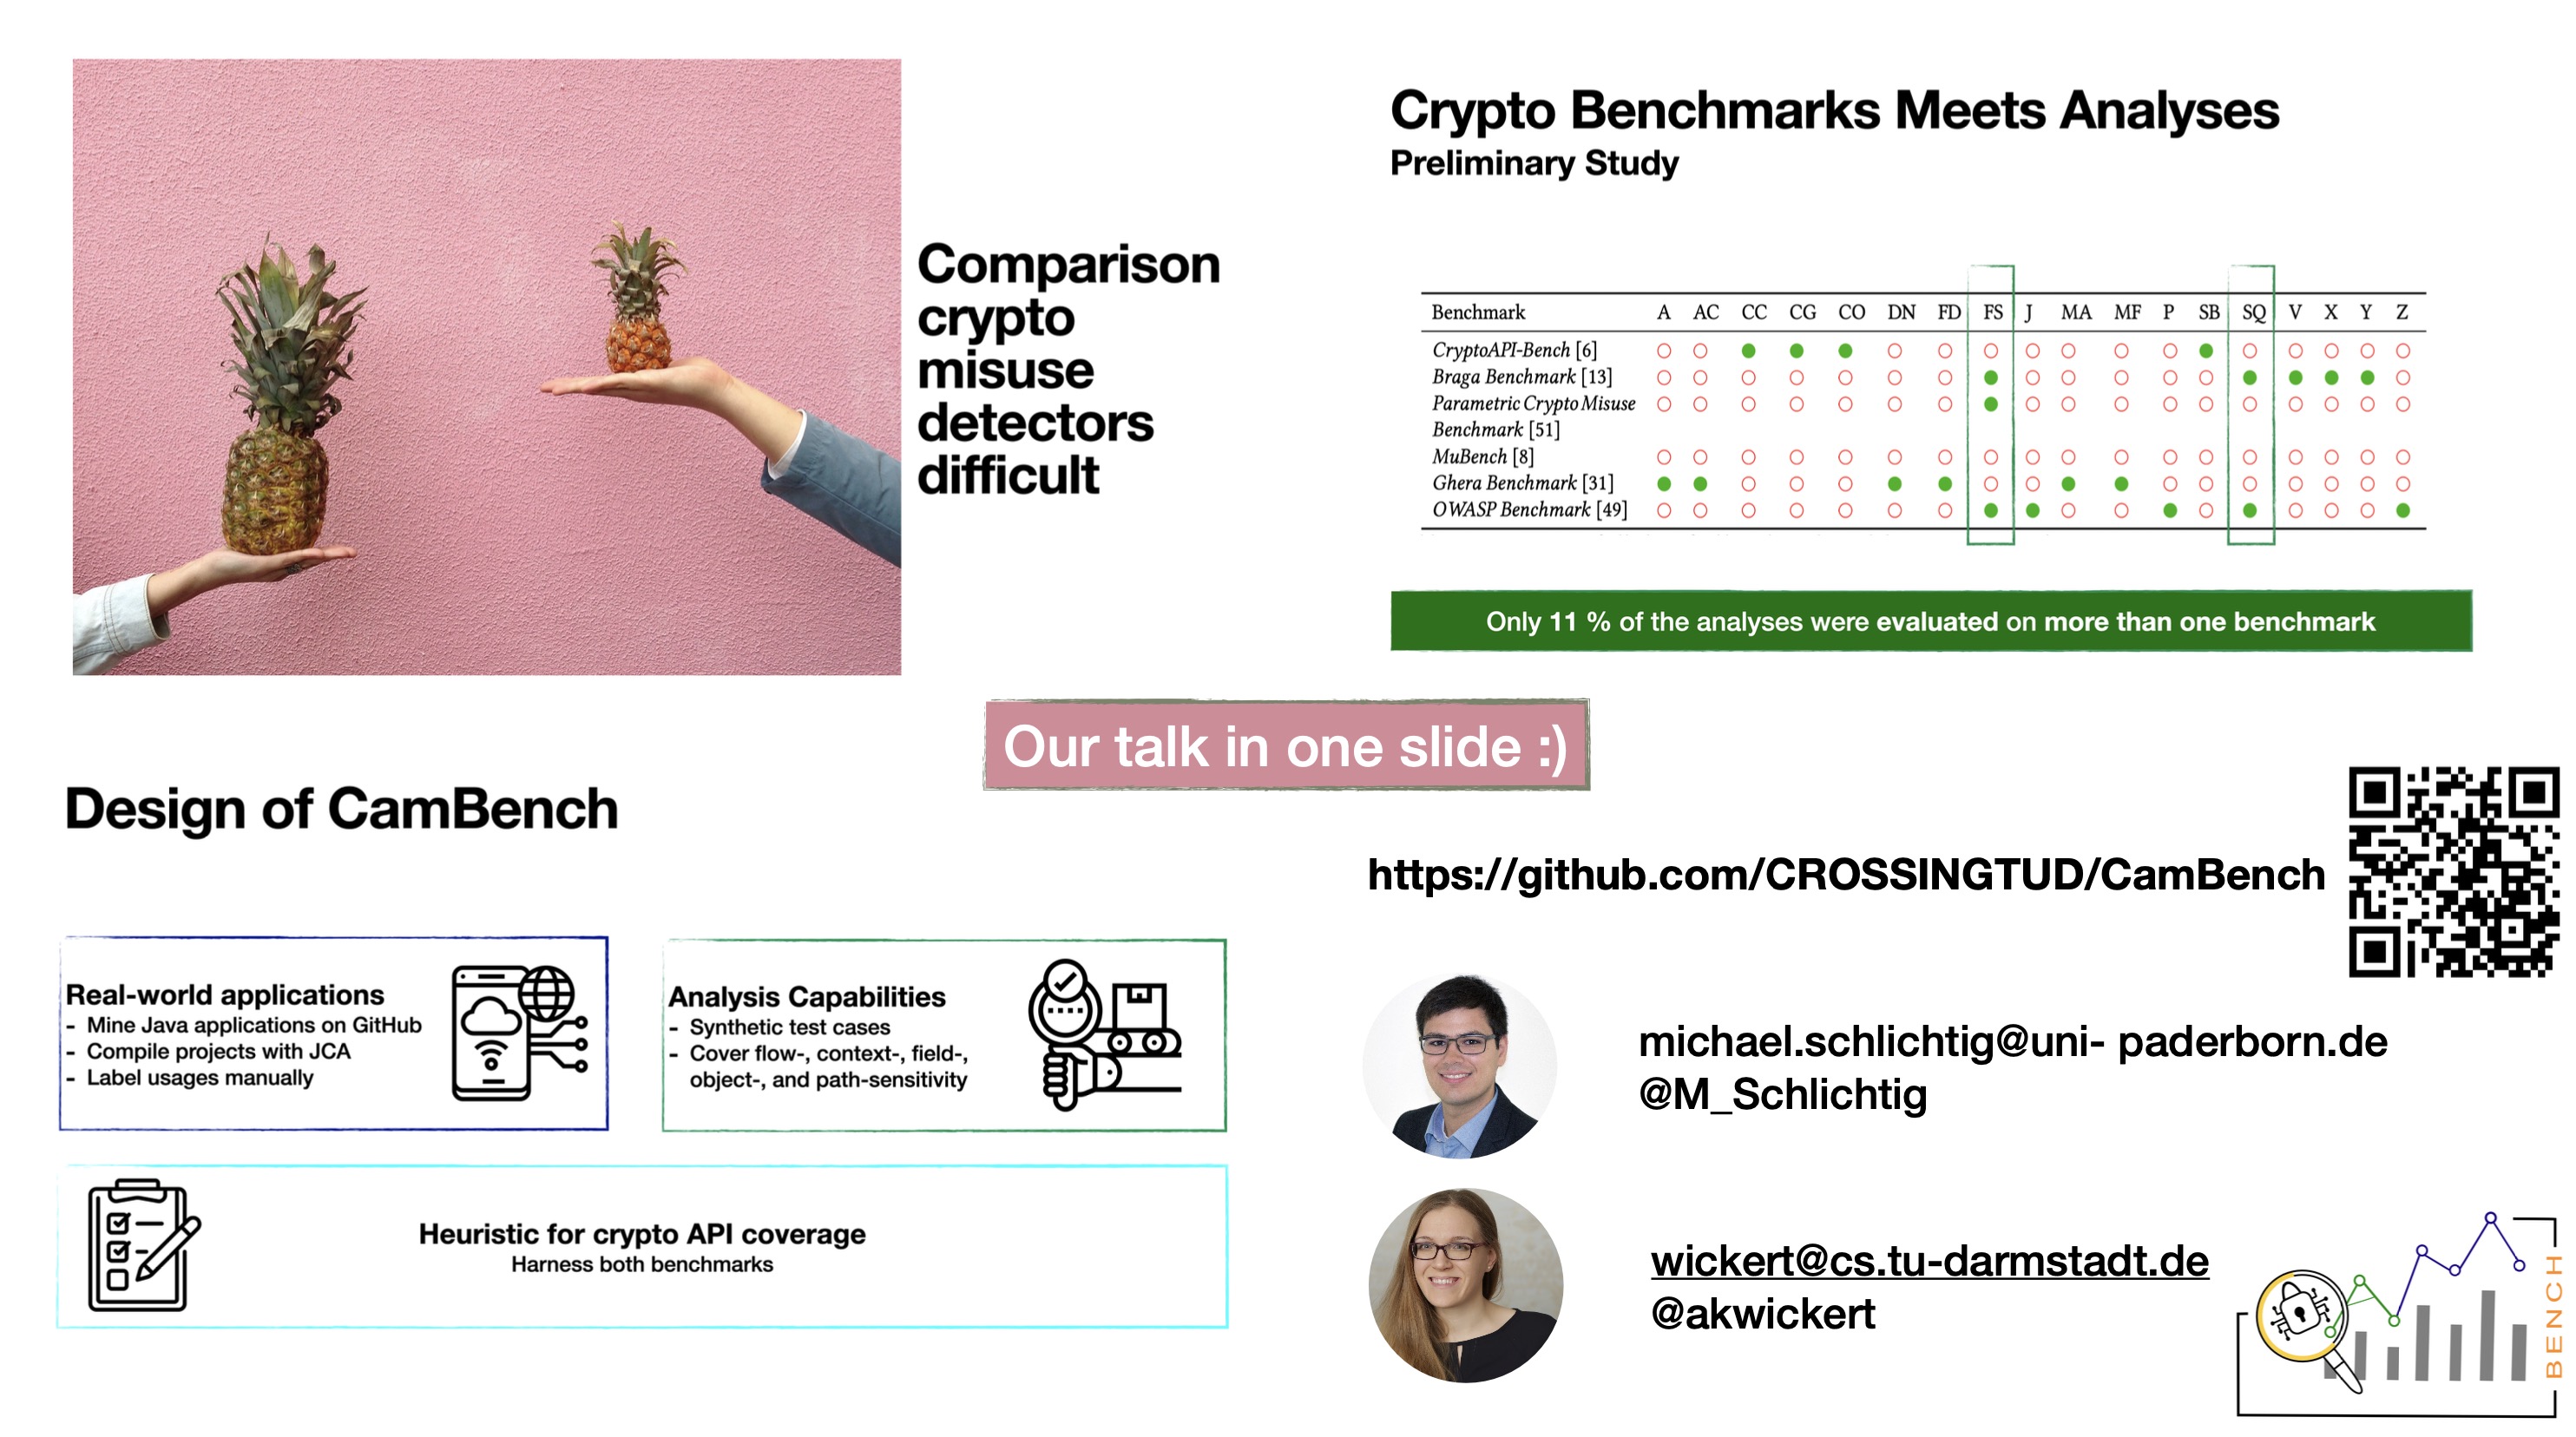 Comparison
crypto
misuse
detectors
difficult
Crypto Benchmarks Meets Analyses
Preliminary Study
Benchmark A AC CC CG CO DN FD FS J MA MF P SB SQ V X Y Z
CryptoAPI-Bench [6]
Braga Benchmark [13]
Parametric Crypto Misuse
Benchmark [51]
MuBench [8]
Ghera Benchmark [31]
OWASP Benchmark [49]
Only 11 % of the analyses were evaluated on more than one benchmark
Our talk in one slide :)
Design of CamBench
Real-world applications
- Mine Java applications on GitHub
- Compile projects with JCA
- Label usages manually
Analysis Capabilities
- Synthetic test cases
- Cover flow-, context-, field-,
object-, and path-sensitivity
Heuristic for crypto API coverage
Harness both benchmarks
https://github.com/CROSSINGTUD/CamBench
michael.schlichtig@uni- paderborn.de
@M_Schlichtig
wickert@cs.tu-darmstadt.de
@akwickert
BENCH